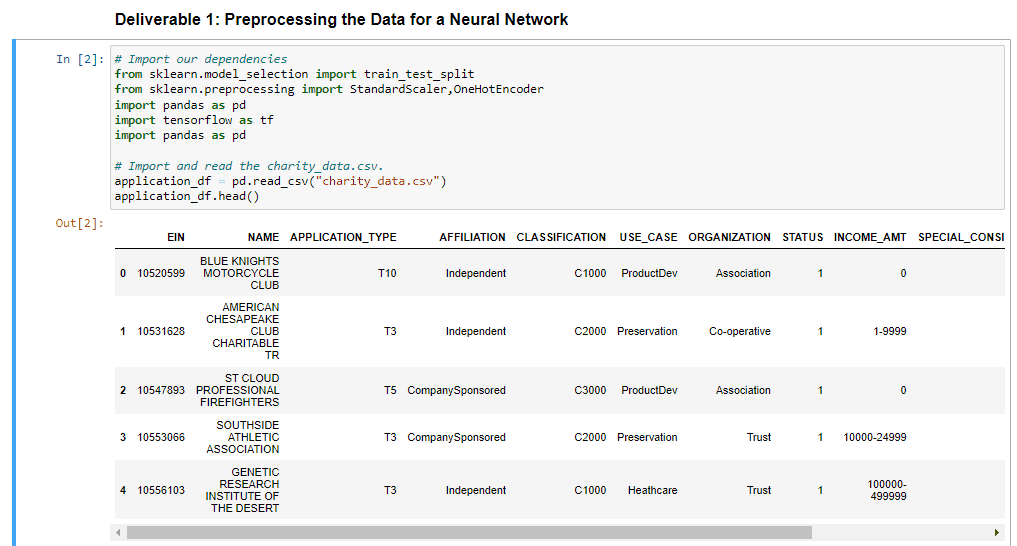 Deliverable 1: Preprocessing the Data for a Neural Network
In [2]:
# Import our dependencies
from sklearn.model_selection import train_test_split
from sklearn.preprocessing import StandardScaler,OneHotEncoder
import pandas as pd
import tensorflow as tf
import pandas as pd
# Import and read the charity_data.csv.
application_df = pd.read_csv("charity_data.csv")
application_df.head()
Out[2]:
EIN NAME APPLICATION_TYPE AFFILIATION CLASSIFICATION USE_CASE ORGANIZATION STATUS INCOME_AMT SPECIAL_CONSI
0 10520599 BLUE KNIGHTS MOTORCYCLE CLUB T10 Independent C1000 ProductDev Association 1 0
1 10531628 AMERICAN CHESAPEAKE CLUB CHARITABLE TR T3 Independent C2000 Preservation Co-operative 1 1-9999
2 10547893 ST CLOUD PROFESSIONAL FIREFIGHTERS T5 CompanySponsored C3000 ProductDev Association 1 0
3 10553066 SOUTHSIDE ATHLETIC ASSOCIATION T3 CompanySponsored C2000 Preservation Trust 1 10000-24999
4 10556103 GENETIC RESEARCH INSTITUTE OF THE DESERT T3 Independent C1000 Heathcare Trust 1 100000-499999